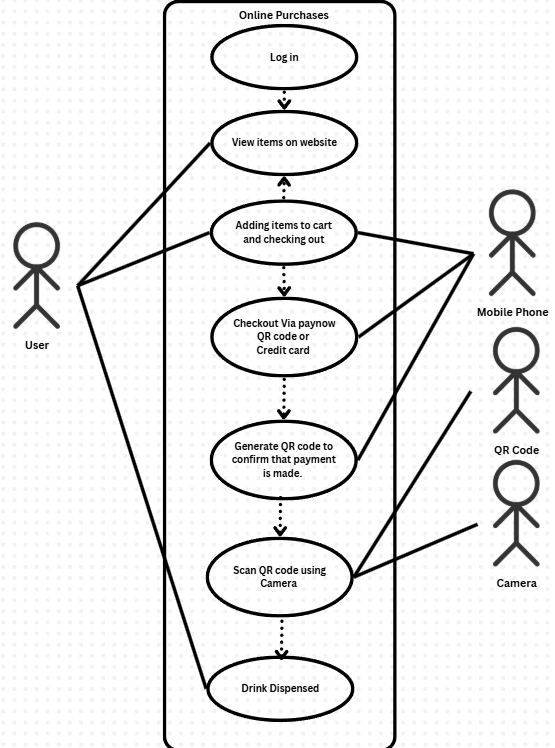 Online Purchases
Log in
View items on website
Adding items to cart
and checking out
Checkout Via paynow
QR code or
Credit card
Generate QR code to
confirm that payment
is made.
Scan QR code using
Camera
Drink Dispensed
User
Mobile Phone
QR Code
Camera